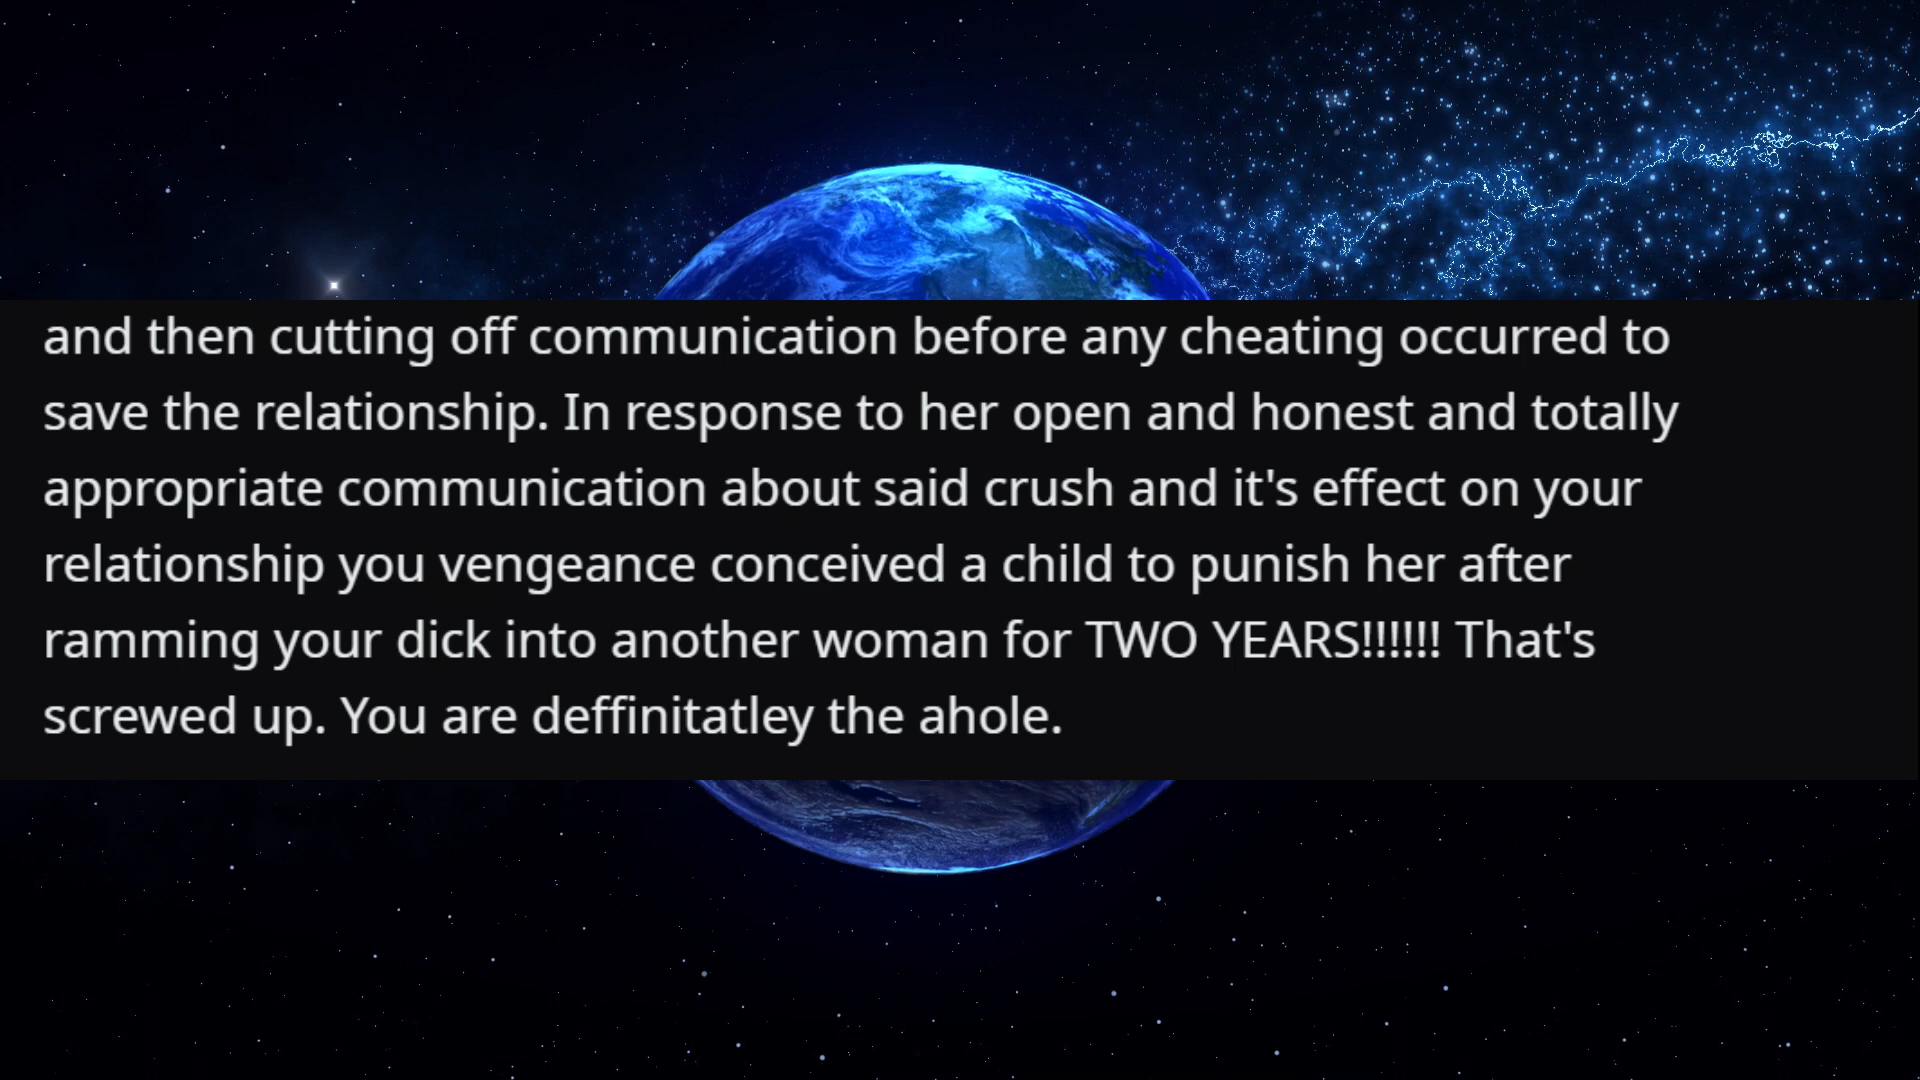 and then cutting off communication before any cheating occurred to
save the relationship. In response to her open and honest and totally
appropriate communication about said crush and it's effect on your
relationship you vengeance conceived a child to punish her after
ramming your dick into another woman for TWO YEARS!!!!!! That's
screwed up. You are deffinitatley the ahole.